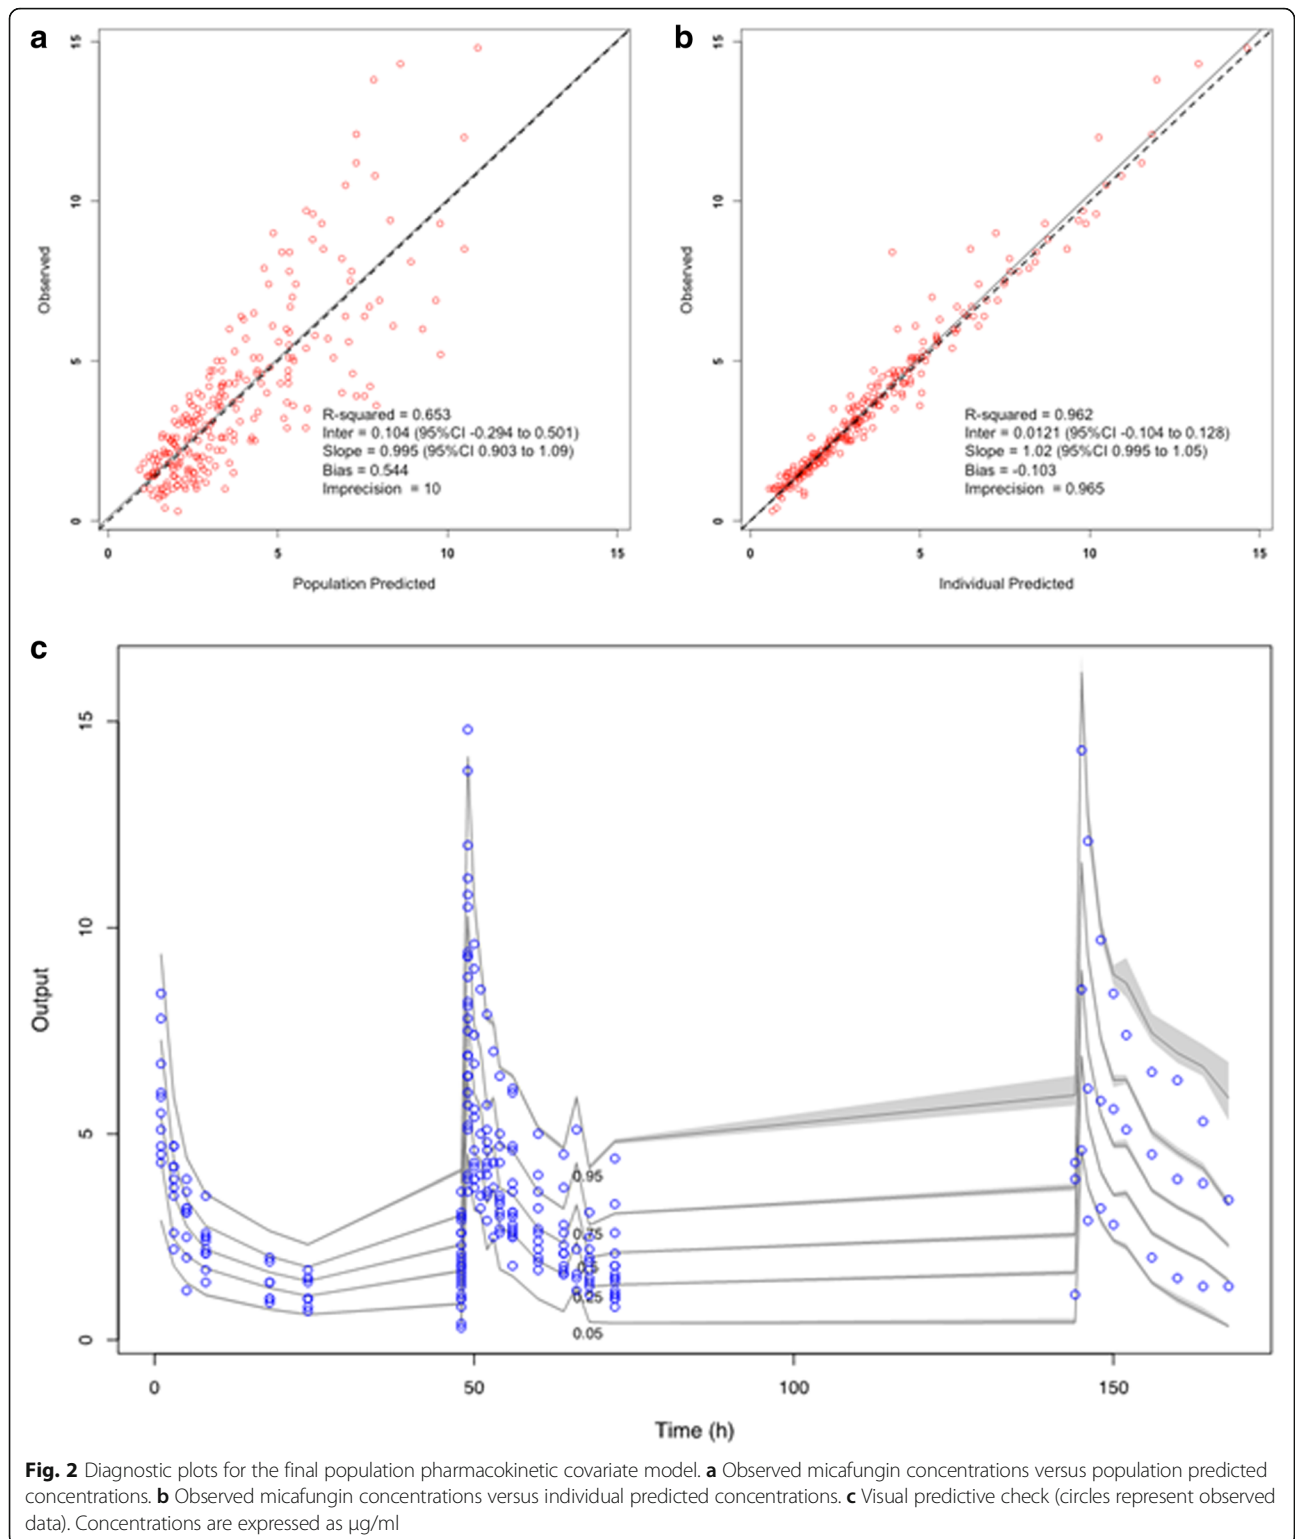 a
15
10
5
0
Observed
R-squared = 0.653
Inter = 0.104 (95%CI -0.294 to 0.501)
Slope = 0.995 (95%CI 0.903 to 1.09)
Bias = 0.544
Imprecision = 10
0 5 10 15
Population Predicted
b
15
10
5
0
Observed
R-squared = 0.962
Inter = 0.0121 (95%CI -0.104 to 0.128)
Slope = 1.02 (95%CI 0.995 to 1.05)
Bias = -0.103
Imprecision = 0.965
0 5 10 15
Individual Predicted
c
15
10
5
0
Output
0.95
0.75
0.5
0.25
0.05
0 50 100 150
Time (h)
Fig. 2 Diagnostic plots for the final population pharmacokinetic covariate model. a Observed micafungin concentrations versus population predicted
concentrations. b Observed micafungin concentrations versus individual predicted concentrations. c Visual predictive check (circles represent observed
data). Concentrations are expressed as μg/ml